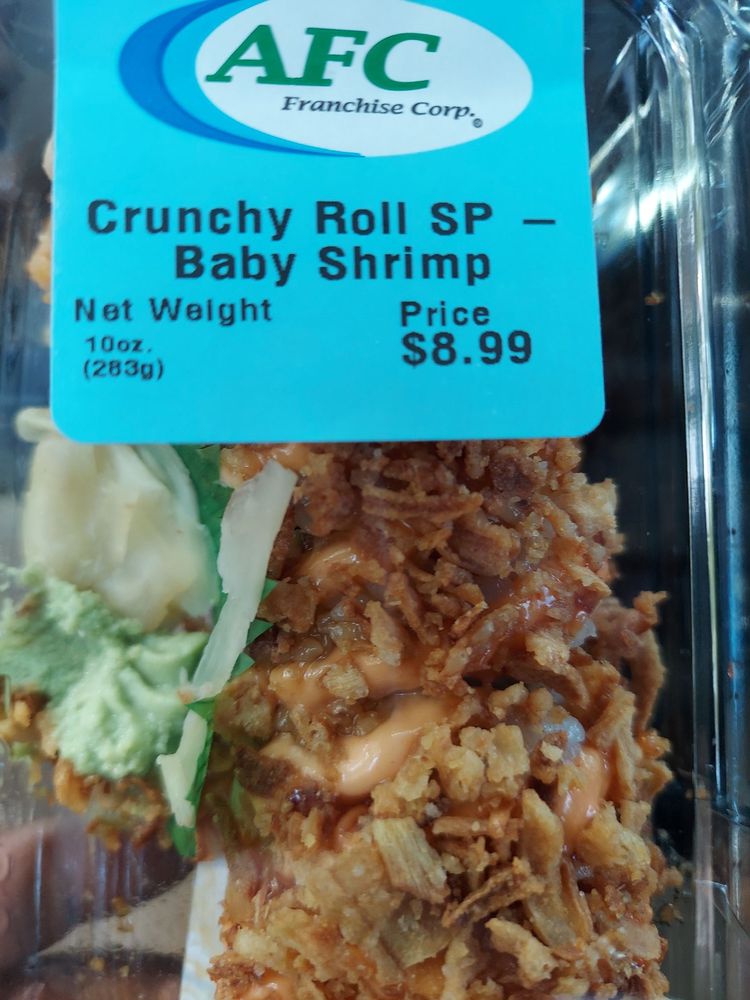 AFC
Franchise Corp.®
Crunchy Roll SP –
Baby Shrimp
Net Weight
10oz.
(283g)
Price
$8.99